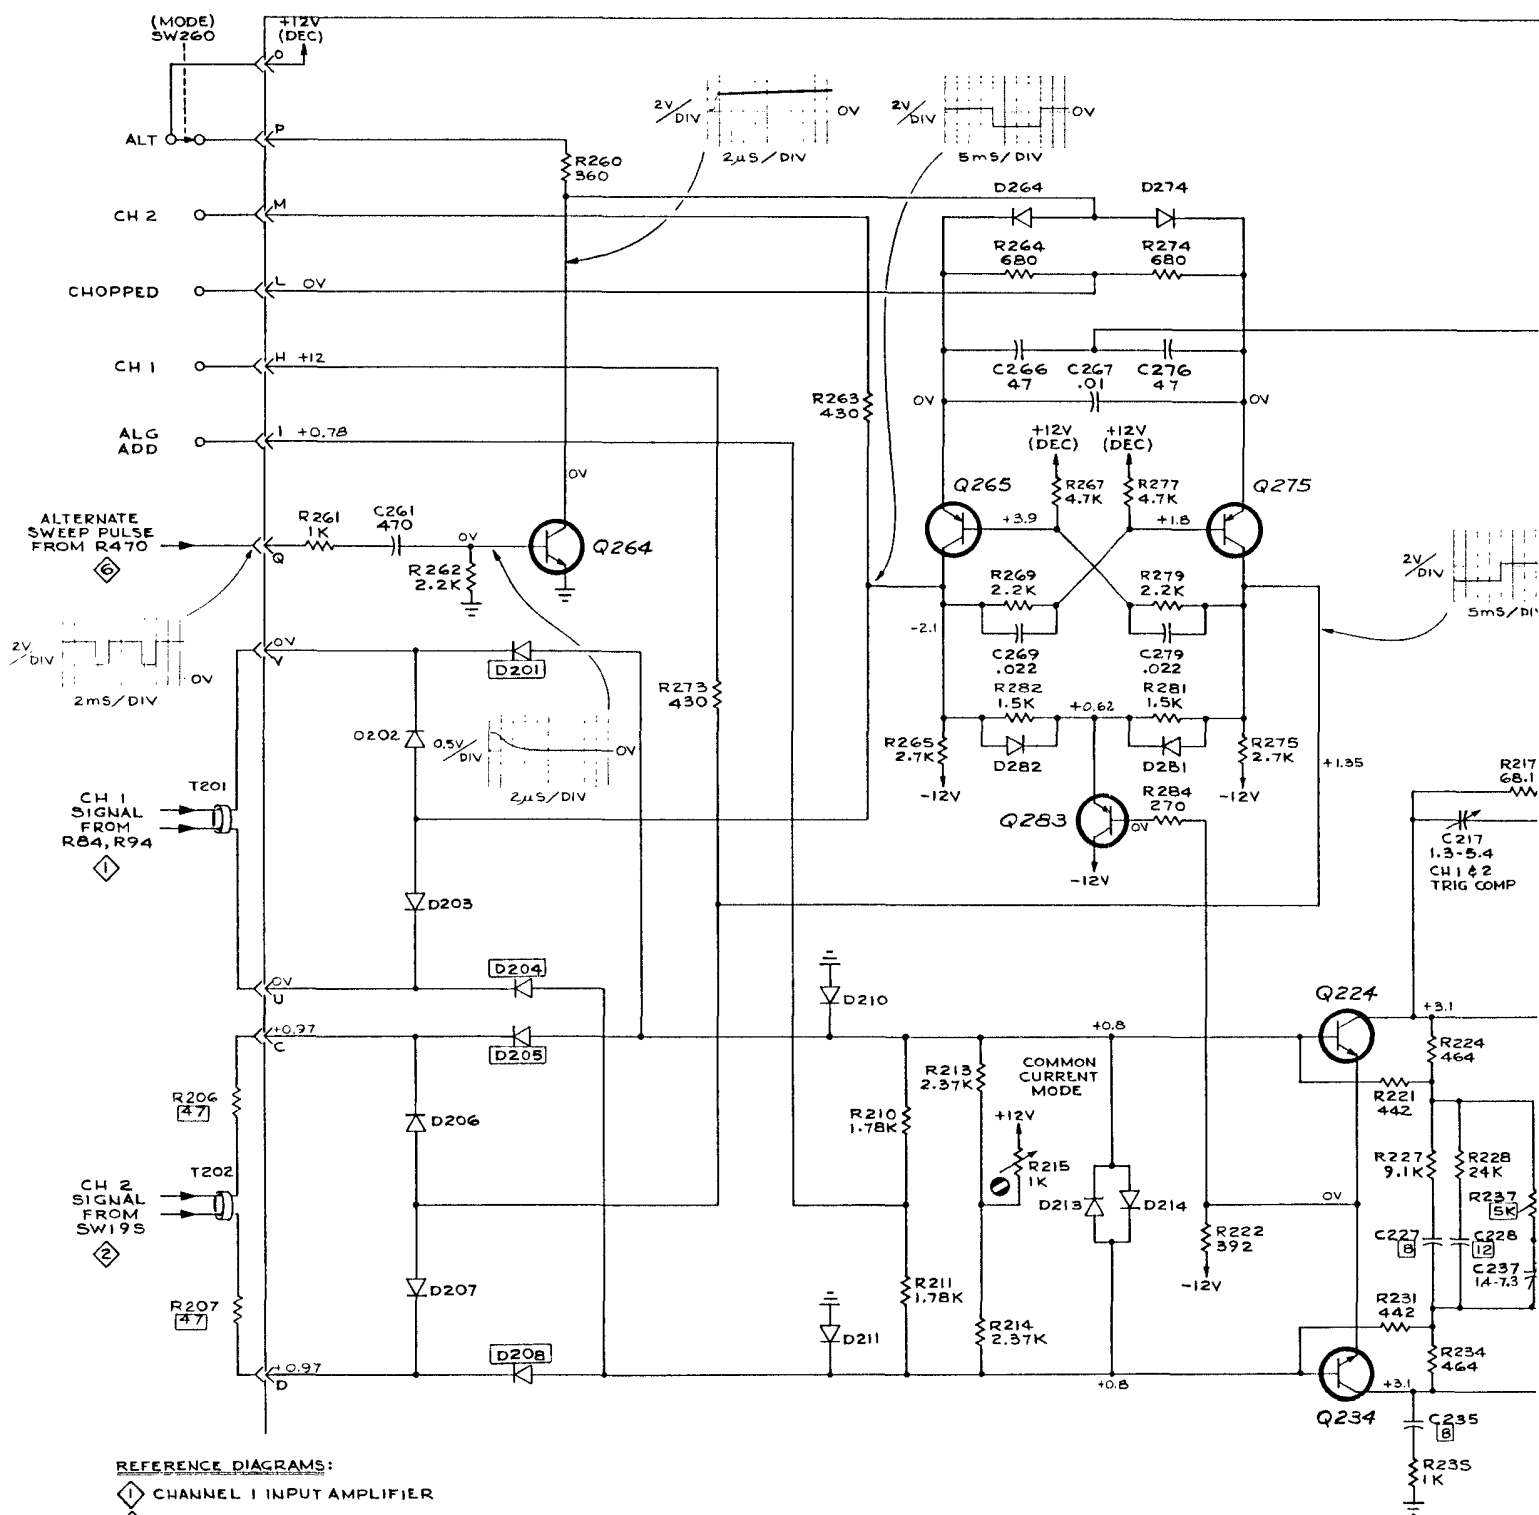 (MODE)
SW260
+12V
(DEC)
O
ALT
P
R260
360
2V/DIV
OV
2µS/DIV
2V/DIV
OV
5mS/DIV
CH 2
M
D264
D274
R264
680
R274
680
CHOPPED
L OV
CH 1
H +12
C266
47
C267
.01
C276
47
R263
430
OV
OV
ALG
ADD
I +0.78
+12V
(DEC)
+12V
(DEC)
OV
Q265
R267
4.7K
R277
4.7K
Q275
ALTERNATE
SWEEP PULSE
FROM R470
6
R261
1K
C261
470
OV
Q
Q264
+3.9
+1.8
R262
2.2K
R269
2.2K
R279
2.2K
2V/DIV
5mS/DIV
-2.1
C269
.022
C279
.022
2V/DIV
OV
2mS/DIV
OV
V
D201
R273
430
R282
1.5K
+0.62
R281
1.5K
D202
0.5V/DIV
OV
2µS/DIV
R265
2.7K
D282
D281
R275
2.7K
+1.35
-12V
-12V
R284
270
Q283
OV
-12V
T201
CH 1
SIGNAL
FROM
R84, R94
1
R217
68.1
C217
1.3-5.4
CH 1 & 2
TRIG COMP
D203
OV
U
D204
D210
Q224
+3.1
+0.97
C
D205
+0.8
R224
464
R206
47
D206
R213
2.37K
COMMON
CURRENT
MODE
+12V
R210
1.78K
R215
1K
R221
442
R227
9.1K
R228
24K
R237
5K
T202
CH 2
SIGNAL
FROM
SW195
2
D213
D214
OV
R222
392
-12V
C227
8
C228
12
C237
1.4-7.3
R207
47
D207
R211
1.78K
R214
2.37K
D211
R231
442
+0.97
D
D208
+0.8
R234
464
+3.1
Q234
C235
8
R235
1K
REFERENCE DIAGRAMS:
1 CHANNEL 1 INPUT AMPLIFIER